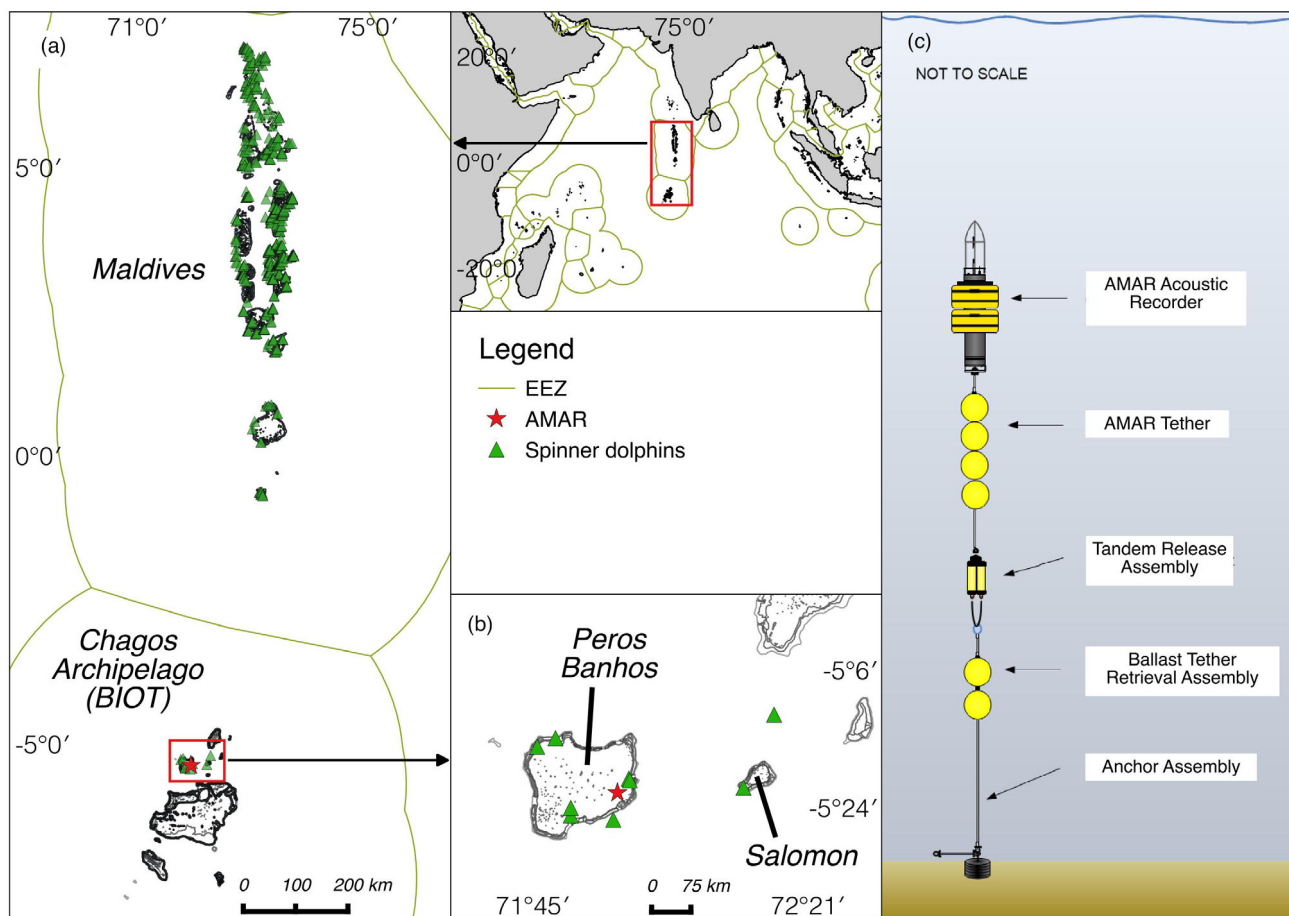 (a)
71°0′
75°0′
5°0′
Maldives
0°0′
Chagos
Archipelago
(BIOT)
-5°0′
0 100 200 km
75°0′
20°0′
0°0′
-20°0′
Legend
EEZ
AMAR
Spinner dolphins
(b)
Peros
Banhos
-5°6′
-5°24′
Salomon
0 75 km
71°45′
72°21′
(c)
NOT TO SCALE
AMAR Acoustic
Recorder
AMAR Tether
Tandem Release
Assembly
Ballast Tether
Retrieval Assembly
Anchor Assembly